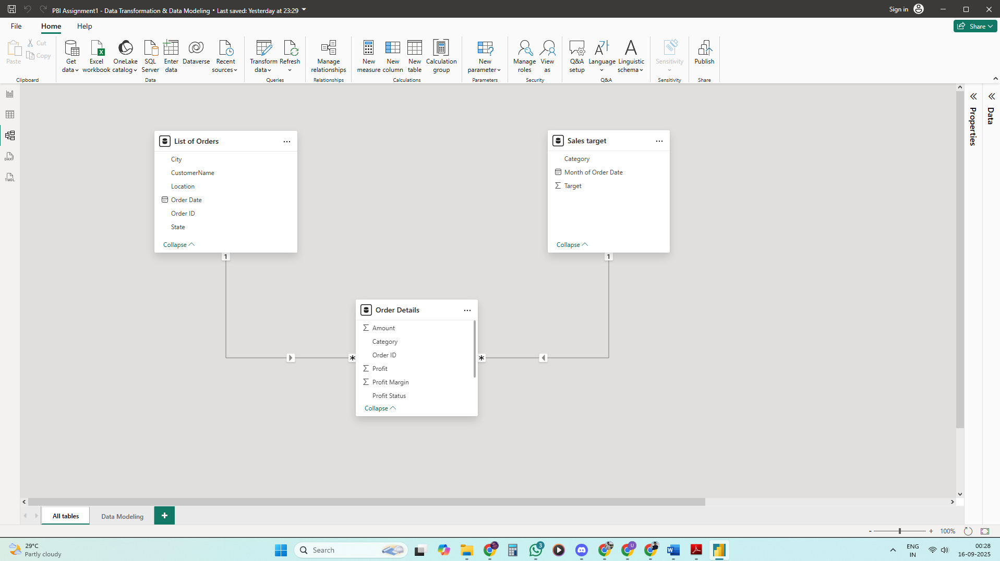 PBI Assignment1 - Data Transformation & Data Modeling • Last saved: Yesterday at 23:29
Sign in
File
Home
Help
Share
Paste
Cut
Copy
Clipboard
Get data
Excel workbook
OneLake catalog
SQL Server
Enter data
Dataverse
Recent sources
Data
Transform data
Refresh
Queries
Manage relationships
Relationships
New measure
New column
New table
Calculation group
Calculations
New parameter
Parameters
Manage roles
View as
Security
Q&A setup
Language
Linguistic schema
Q&A
Sensitivity
Sensitivity
Publish
Share
DAX
TMDL
List of Orders
City
CustomerName
Location
Order Date
Order ID
State
Collapse
1
Sales target
Category
Month of Order Date
Target
Collapse
1
Order Details
Amount
Category
Order ID
Profit
Profit Margin
Profit Status
Collapse
*
*
Properties
Data
All tables
Data Modeling
+
- + 100%
29°C
Partly cloudy
Search
3
U
ENG
IN
00:28
16-09-2025